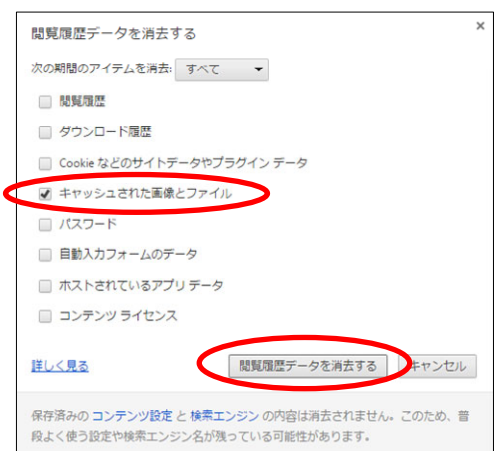 閲覧履歴データを消去する
×
次の期間のアイテムを消去: すべて
閲覧履歴
ダウンロード履歴
Cookie などのサイトデータやプラグイン データ
キャッシュされた画像とファイル
パスワード
自動入力フォームのデータ
ホストされているアプリ データ
コンテンツ ライセンス
詳しく見る 閲覧履歴データを消去する キャンセル
保存済みの コンテンツ設定 と 検索エンジン の内容は消去されません。このため、普
段よく使う設定や検索エンジン名が残っている可能性があります。